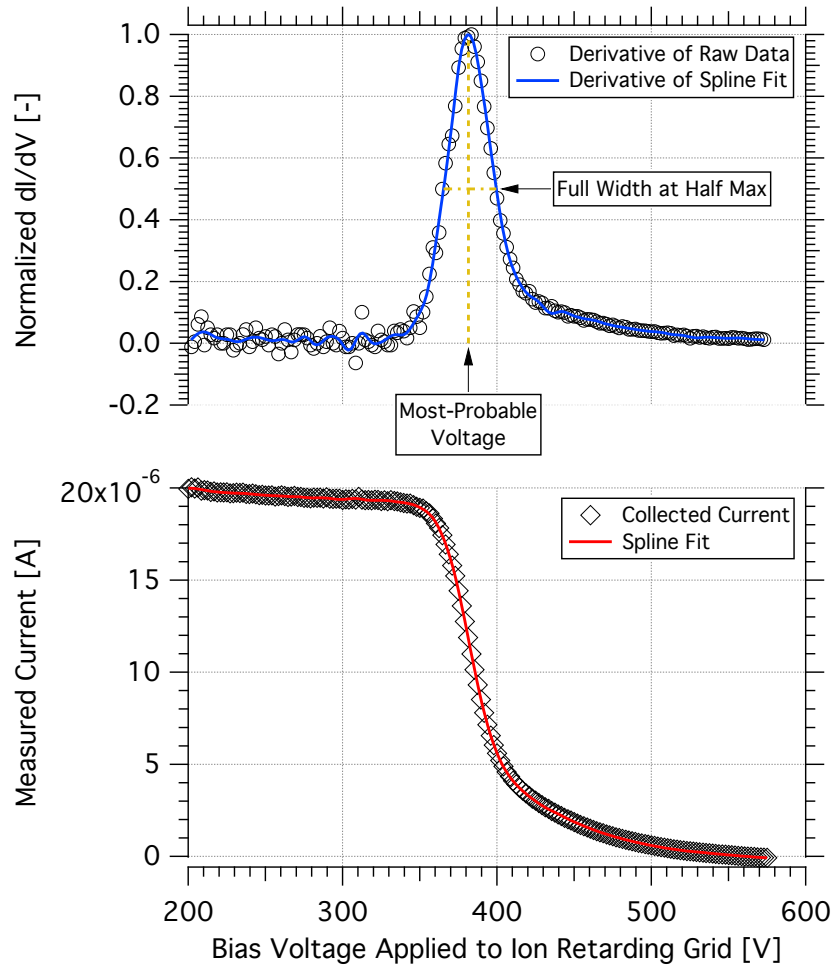 1.0
0.8
0.6
0.4
0.2
0.0
-0.2
Normalized dI/dV [-]
Derivative of Raw Data
Derivative of Spline Fit
Full Width at Half Max
Most-Probable
Voltage
20x10-6
15
10
5
0
Measured Current [A]
Collected Current
Spline Fit
200 300 400 500 600
Bias Voltage Applied to Ion Retarding Grid [V]